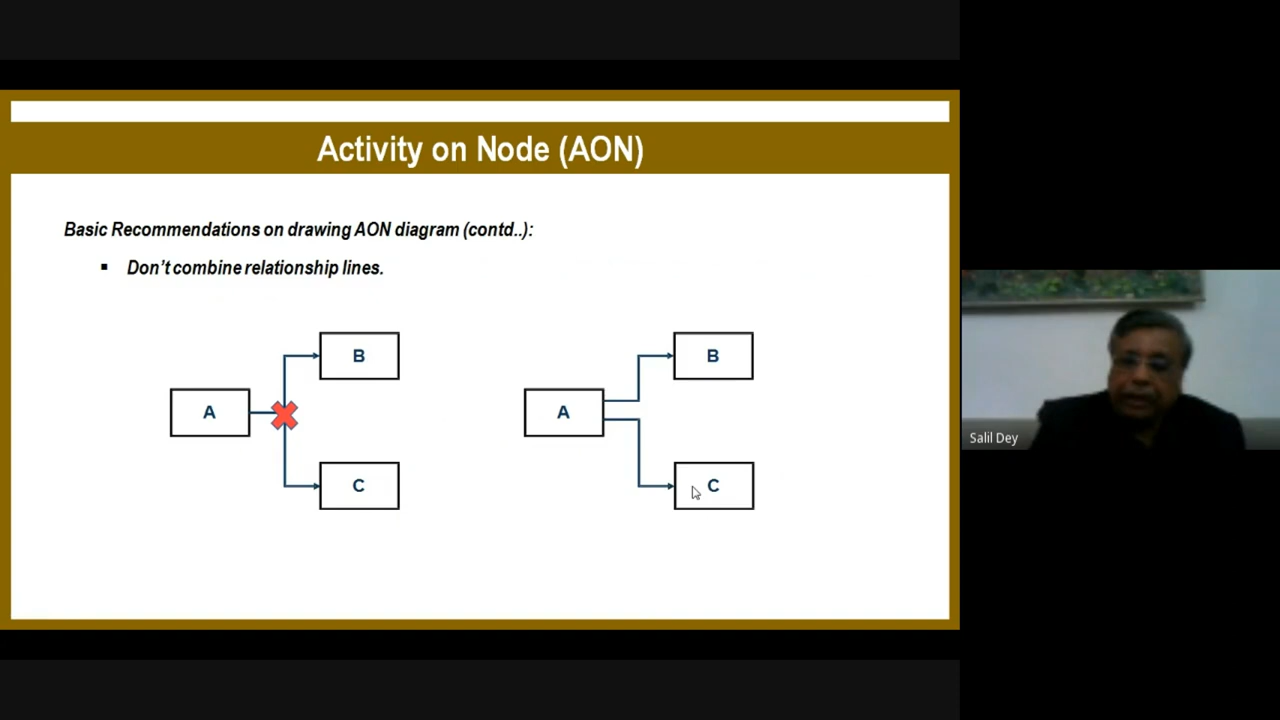 Activity on Node (AON)
Basic Recommendations on drawing AON diagram (contd..):
▪ Don't combine relationship lines.
B
B
A
A
C
C
Salil Dey